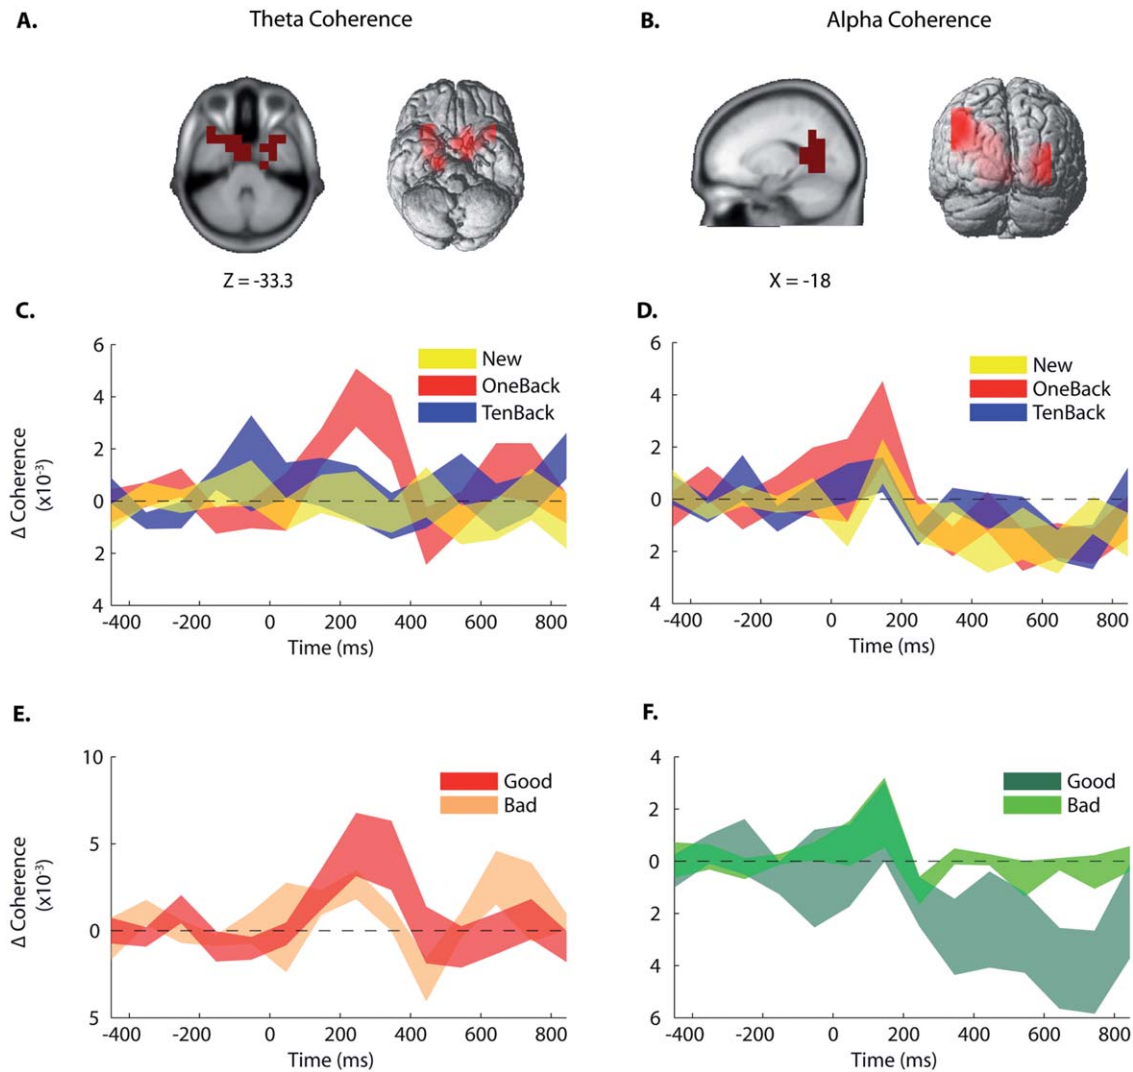 A. Theta Coherence
B. Alpha Coherence
Z = -33.3
X = -18
C.
6
4
2
0
2
4
Δ Coherence
(x10⁻³)
New
OneBack
TenBack
-400 -200 0 200 400 600 800
Time (ms)
D.
6
4
2
0
2
4
New
OneBack
TenBack
-400 -200 0 200 400 600 800
Time (ms)
E.
10
5
0
5
Δ Coherence
(x10⁻³)
Good
Bad
-400 -200 0 200 400 600 800
Time (ms)
F.
4
2
0
2
4
6
Good
Bad
-400 -200 0 200 400 600 800
Time (ms)